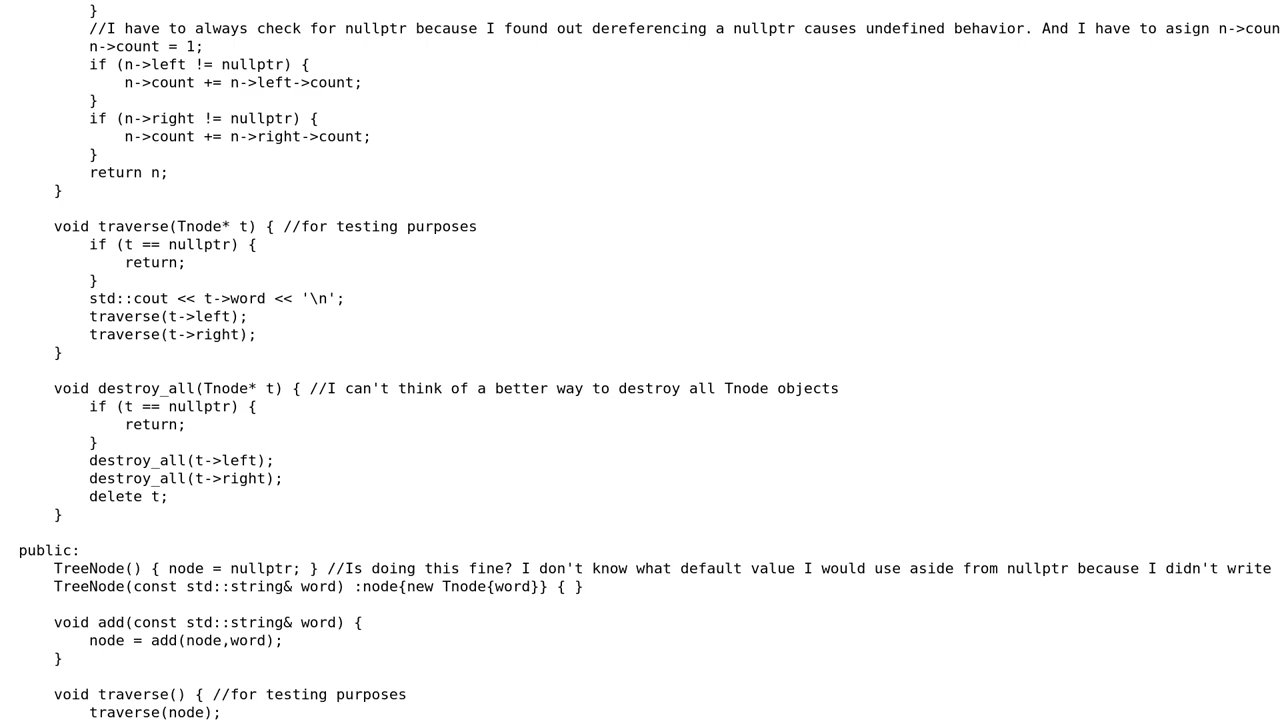 }
        //I have to always check for nullptr because I found out dereferencing a nullptr causes undefined behavior. And I have to asign n->coun
        n->count = 1;
        if (n->left != nullptr) {
            n->count += n->left->count;
        }
        if (n->right != nullptr) {
            n->count += n->right->count;
        }
        return n;
    }

    void traverse(Tnode* t) { //for testing purposes
        if (t == nullptr) {
            return;
        }
        std::cout << t->word << '\n';
        traverse(t->left);
        traverse(t->right);
    }

    void destroy_all(Tnode* t) { //I can't think of a better way to destroy all Tnode objects
        if (t == nullptr) {
            return;
        }
        destroy_all(t->left);
        destroy_all(t->right);
        delete t;
    }

public:
    TreeNode() { node = nullptr; } //Is doing this fine? I don't know what default value I would use aside from nullptr because I didn't write
    TreeNode(const std::string& word) :node{new Tnode{word}} { }

    void add(const std::string& word) {
        node = add(node,word);
    }

    void traverse() { //for testing purposes
        traverse(node);